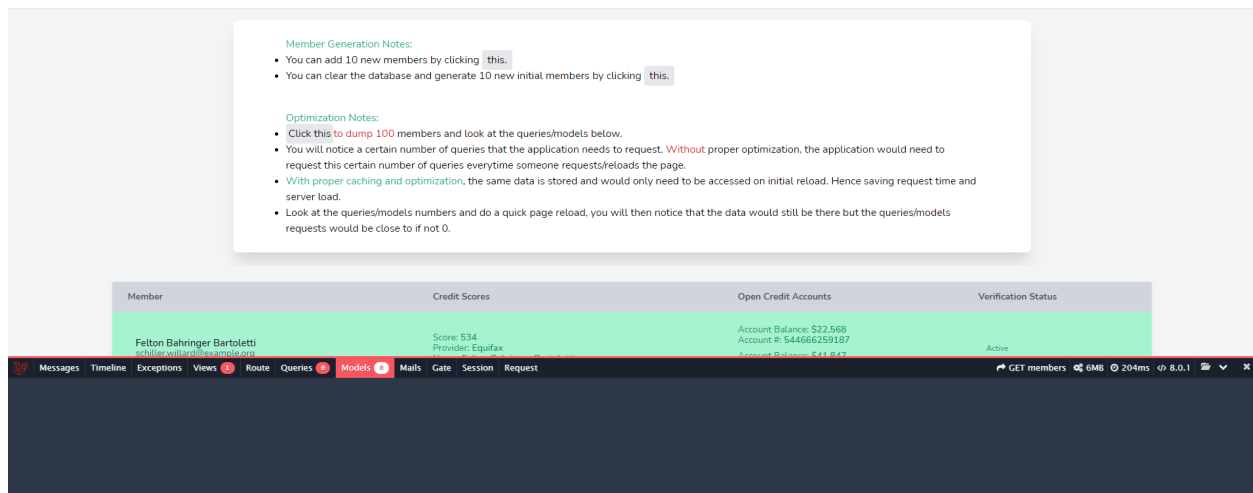 Member Generation Notes:
You can add 10 new members by clicking this.
You can clear the database and generate 10 new initial members by clicking this.
Optimization Notes:
Click this to dump 100 members and look at the queries/models below.
You will notice a certain number of queries that the application needs to request. Without proper optimization, the application would need to
request this certain number of queries everytime someone requests/reloads the page.
With proper caching and optimization, the same data is stored and would only need to be accessed on initial reload. Hence saving request time and
server load.
Look at the queries/models numbers and do a quick page reload, you will then notice that the data would still be there but the queries/models
requests would be close to if not 0.
Member Credit Scores Open Credit Accounts Verification Status
Felton Bahringer Bartoletti
schiller.willard@example.org
Score: 534
Provider: Equifax
Account Balance: $22,568
Account #: 544666259187
Account Balance: $41,847
Active
Messages Timeline Exceptions Views 1 Route Queries 0 Models 0 Mails Gate Session Request GET members 6MB 204ms 8.0.1